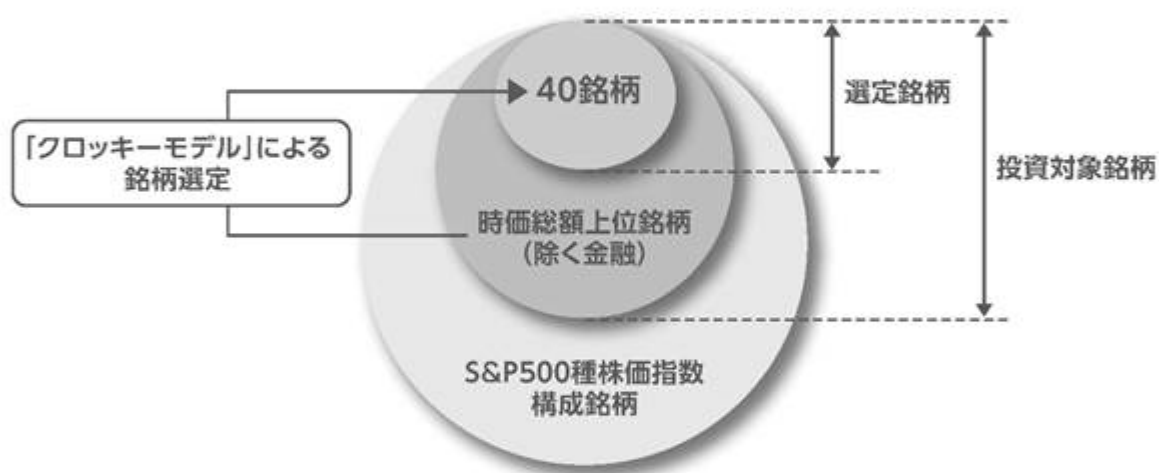 40銘柄
選定銘柄
「クロッキーモデル」による
銘柄選定
投資対象銘柄
時価総額上位銘柄
(除く金融)
S&P500種株価指数
構成銘柄